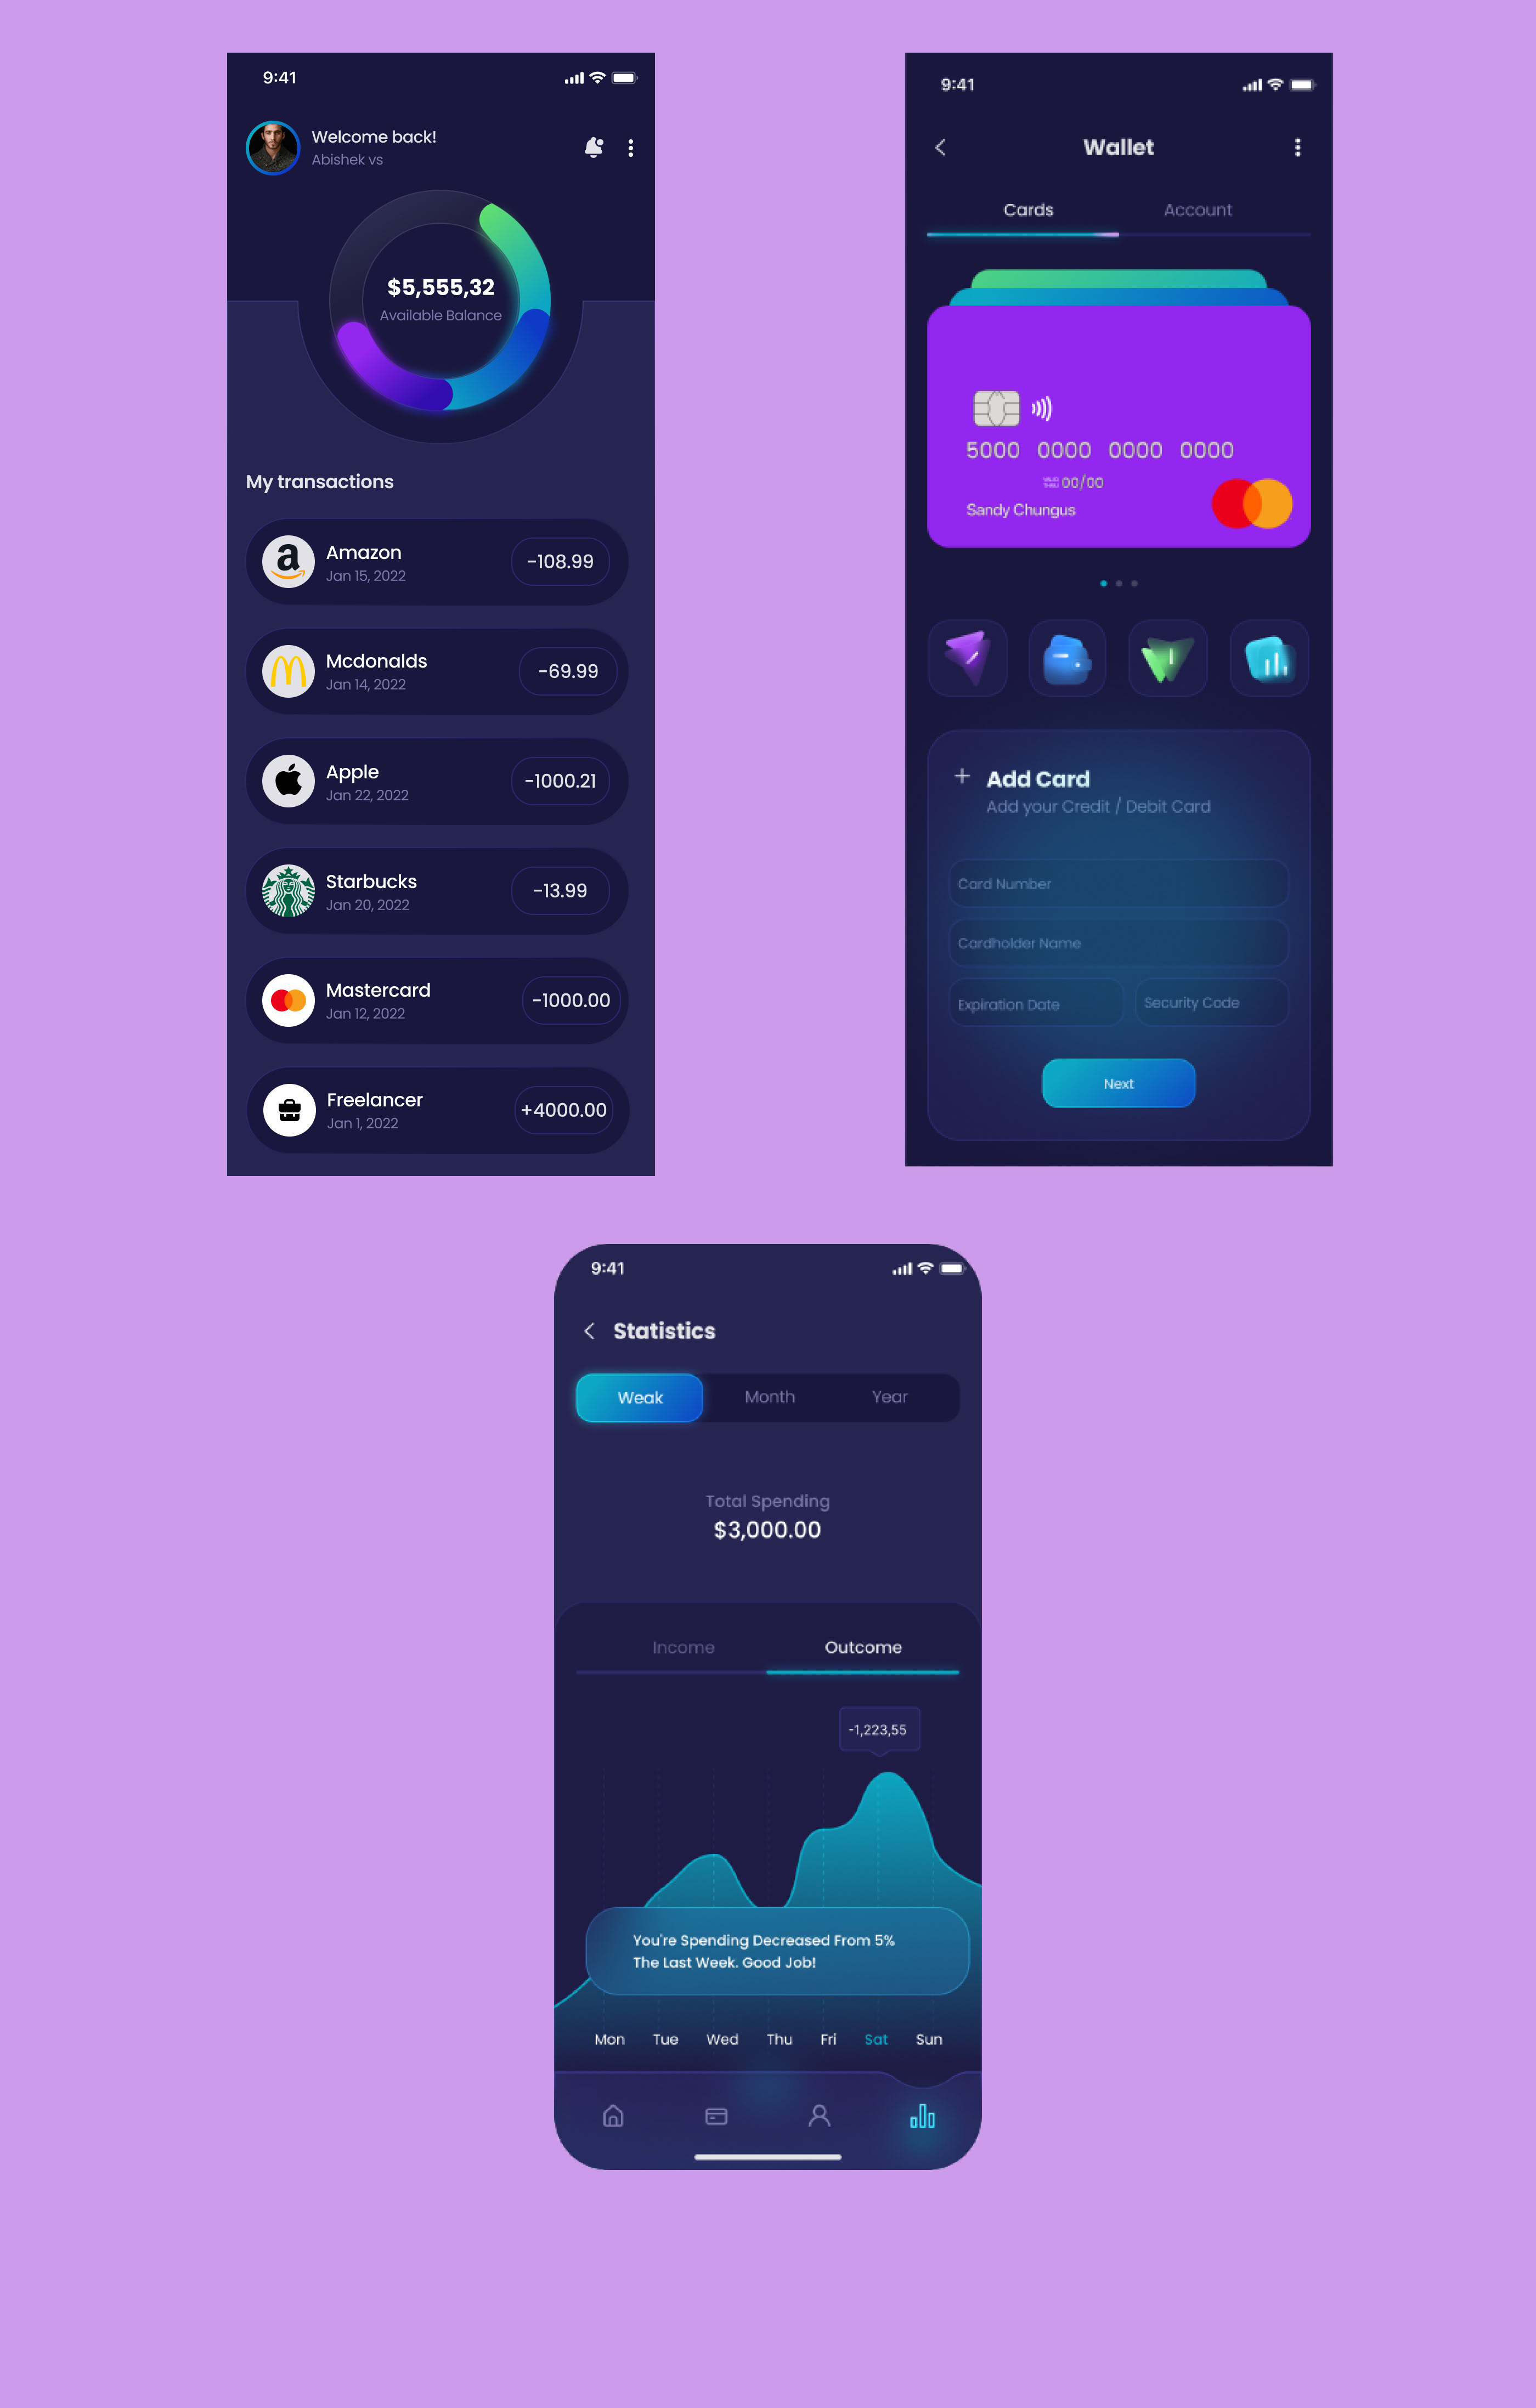 9:41
Welcome back!
Abishek vs
$5,555,32
Available Balance
My transactions
Amazon
Jan 15, 2022
-108.99
Mcdonalds
Jan 14, 2022
-69.99
Apple
Jan 22, 2022
-1000.21
Starbucks
Jan 20, 2022
-13.99
Mastercard
Jan 12, 2022
-1000.00
Freelancer
Jan 1, 2022
+4000.00
9:41
Wallet
Cards
Account
5000 0000 0000 0000
VALID
THRU
00/00
Sandy Chungus
Add Card
Add your Credit / Debit Card
Card Number
Cardholder Name
Expiration Date
Security Code
Next
9:41
Statistics
Weak
Month
Year
Total Spending
$3,000.00
Income
Outcome
-1,223,55
You're Spending Decreased From 5%
The Last Week. Good Job!
Mon Tue Wed Thu Fri Sat Sun